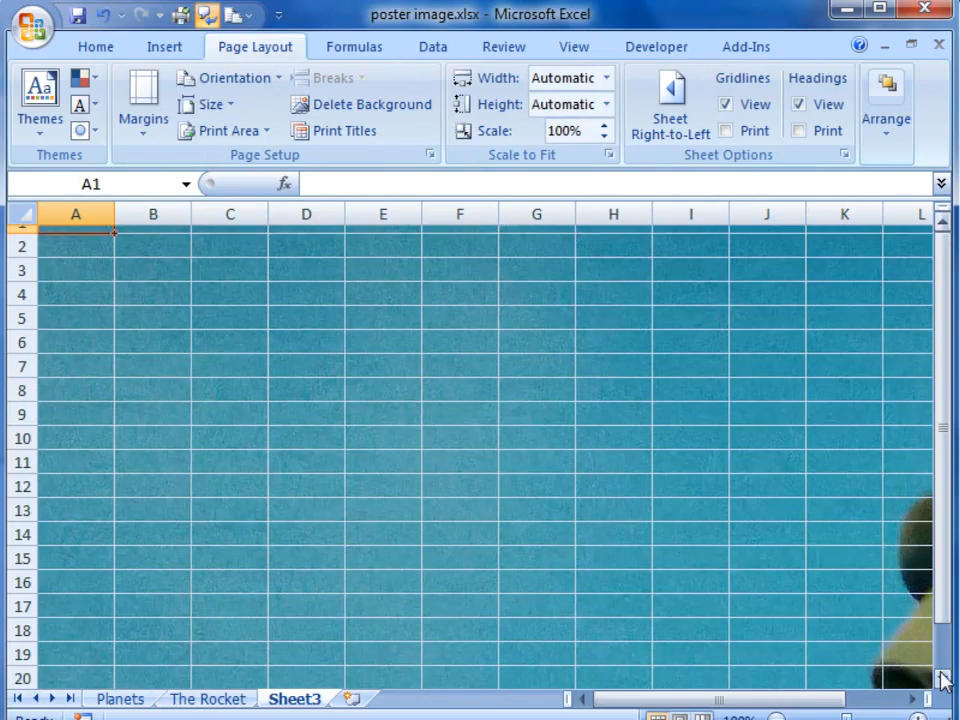 poster image.xlsx - Microsoft Excel
Home Insert Page Layout Formulas Data Review View Developer Add-Ins
Themes
Margins
Orientation
Size
Print Area
Breaks
Delete Background
Print Titles
Width: Automatic
Height: Automatic
Scale: 100%
Sheet
Right-to-Left
Gridlines
View
Print
Headings
View
Print
Arrange
Themes Page Setup Scale to Fit Sheet Options
A1 fx
A B C D E F G H I J K L
1
2
3
4
5
6
7
8
9
10
11
12
13
14
15
16
17
18
19
20
Planets The Rocket Sheet3
Ready 100%